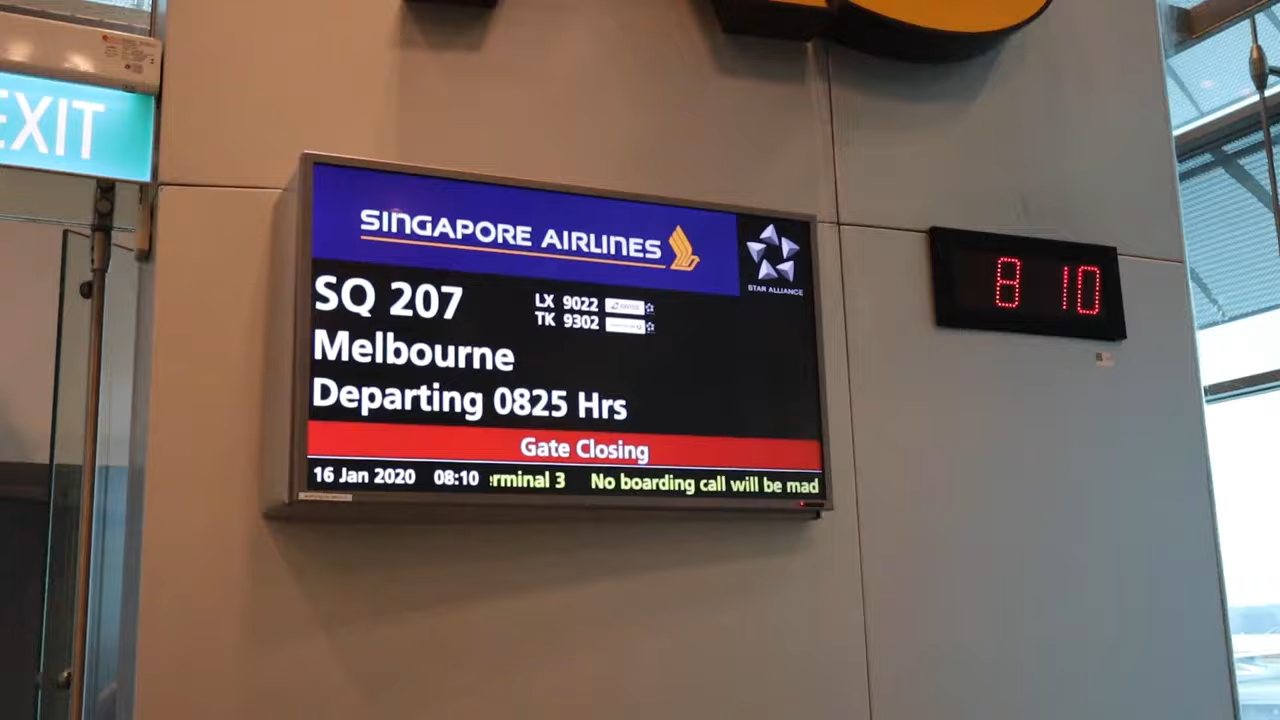 EXIT
SINGAPORE AIRLINES
STAR ALLIANCE
SQ 207
LX 9022
TK 9302
Melbourne
Departing 0825 Hrs
Gate Closing
16 Jan 2020 08:10 erminal 3 No boarding call will be mad
8 10